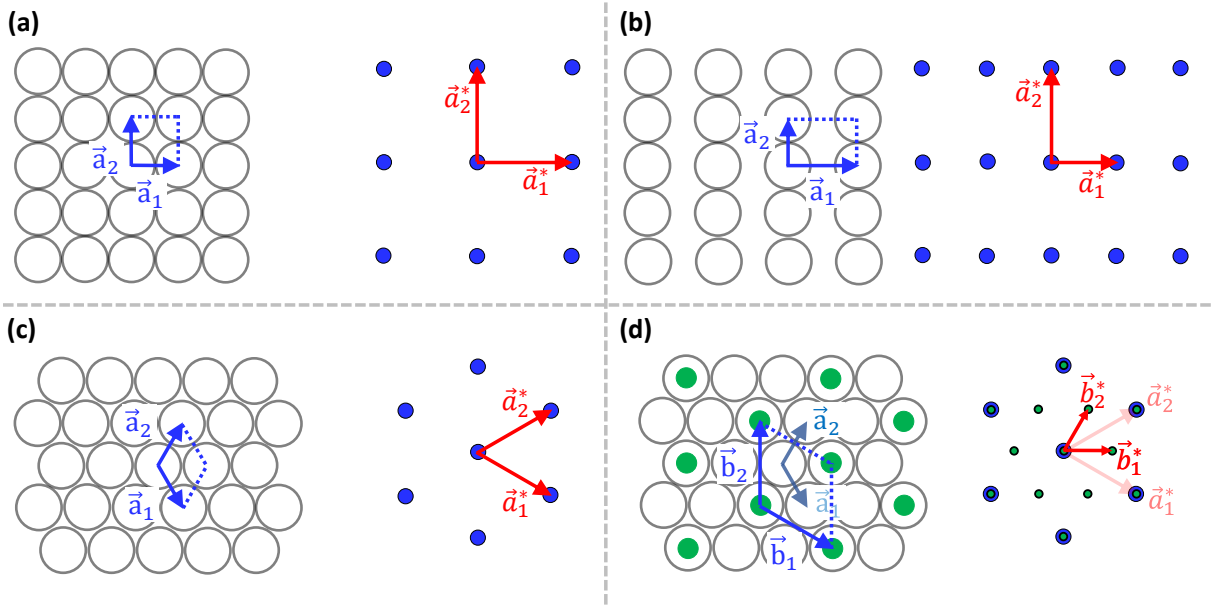 (a)
a⃗₂
a⃗₁
a⃗₂*
a⃗₁*
(b)
a⃗₂
a⃗₁
a⃗₂*
a⃗₁*
(c)
a⃗₂
a⃗₁
a⃗₂*
a⃗₁*
(d)
a⃗₂
b⃗₂
a⃗₁
b⃗₁
b⃗₂*
a⃗₂*
b⃗₁*
a⃗₁*